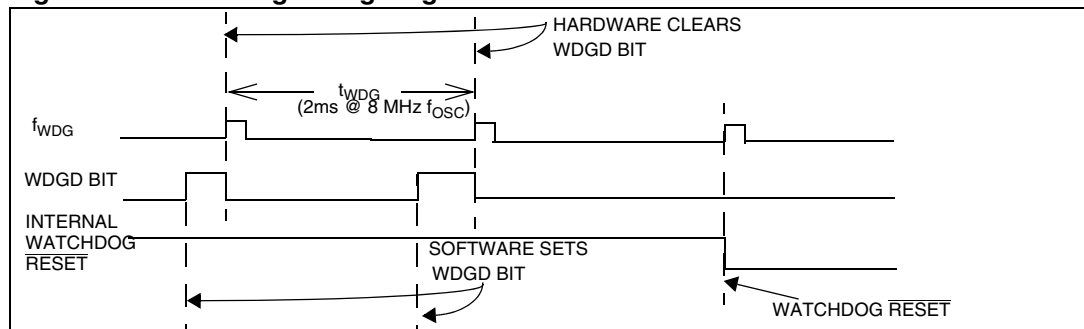 HARDWARE CLEARS
WDGD BIT
tWDG
(2ms @ 8 MHz fOSC)
fWDG
WDGD BIT
INTERNAL
WATCHDOG
RESET
SOFTWARE SETS
WDGD BIT
WATCHDOG RESET